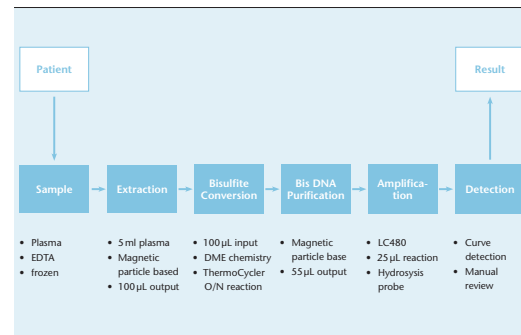 Patient
Result
Sample
Extraction
Bisulfite
Conversion
Bis DNA
Purification
Amplifica-
tion
Detection
• Plasma
• EDTA
• frozen
• 5 ml plasma
• Magnetic
particle based
• 100 µL output
• 100 µL input
• DME chemistry
• ThermoCycler
O/N reaction
• Magnetic
particle base
• 55 µL output
• LC480
• 25 µL reaction
• Hydrosysis
probe
• Curve
detection
• Manual
review